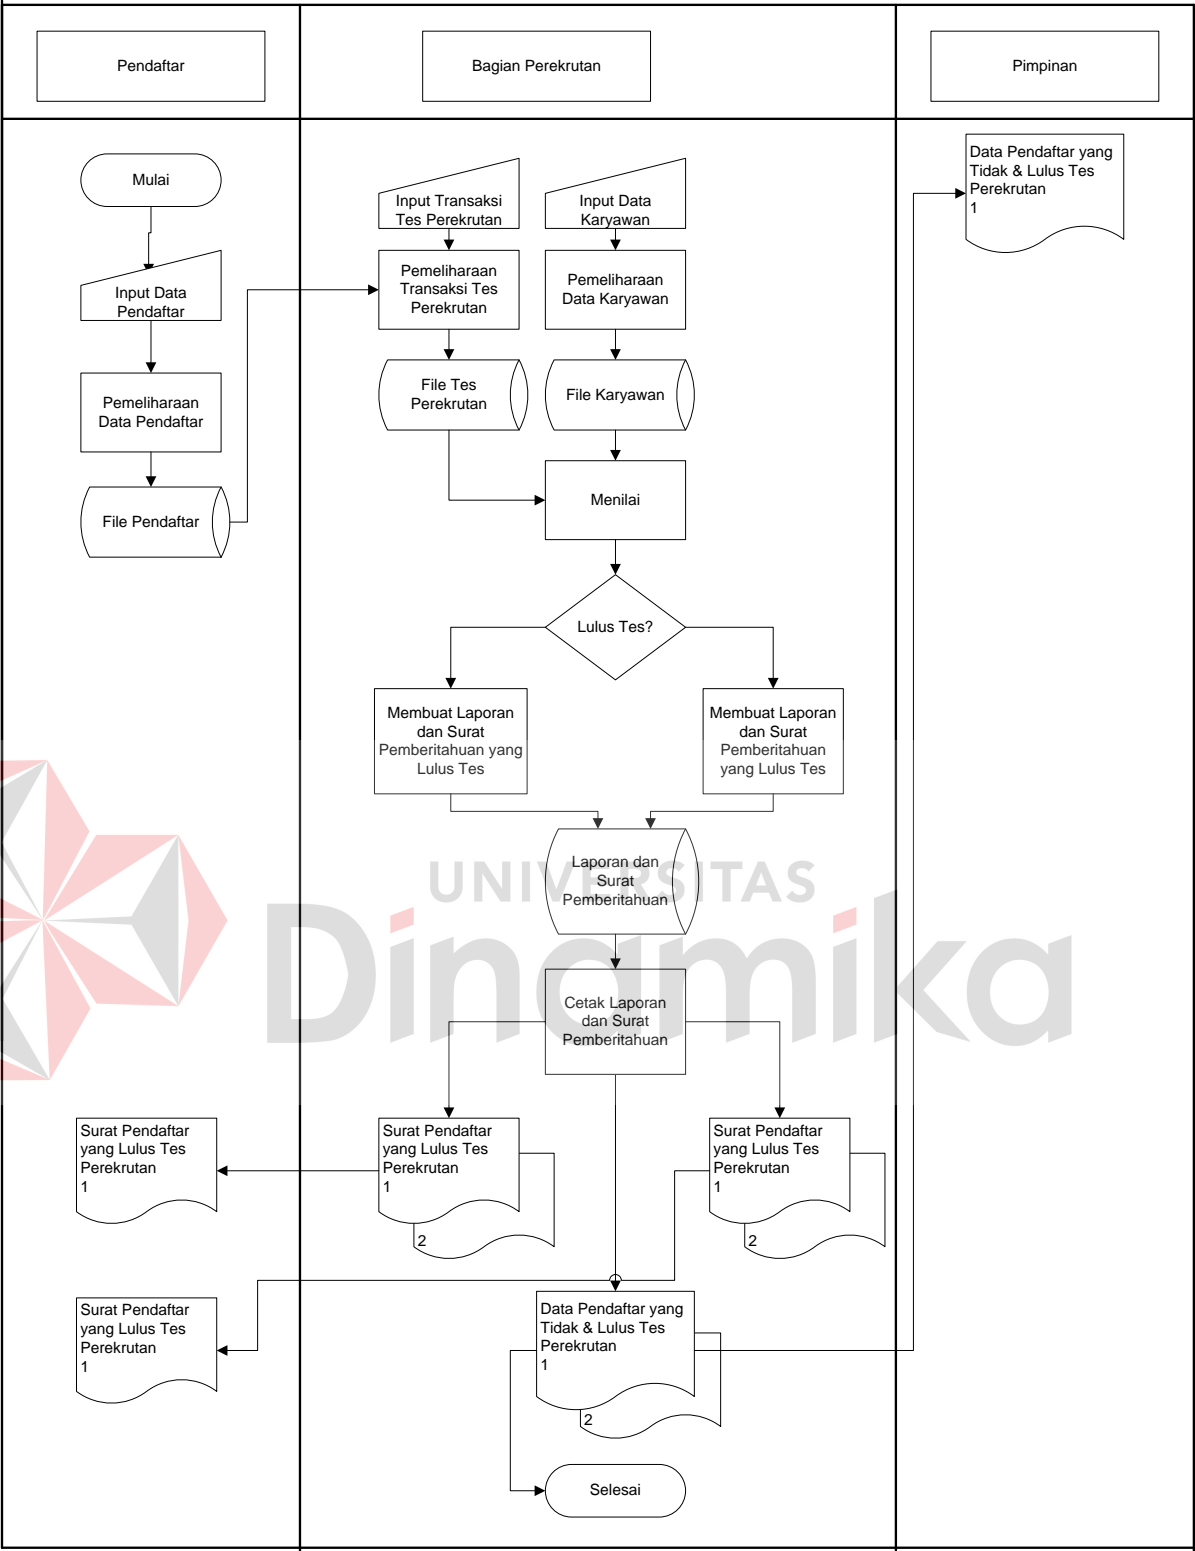 Pendaftar
Bagian Perekrutan
Pimpinan
Mulai
Input Data
Pendaftar
Pemeliharaan
Data Pendaftar
File Pendaftar
Input Transaksi
Tes Perekrutan
Input Data
Karyawan
Pemeliharaan
Transaksi Tes
Perekrutan
Pemeliharaan
Data Karyawan
File Tes
Perekrutan
File Karyawan
Menilai
Lulus Tes?
Membuat Laporan
dan Surat
Pemberitahuan yang
Lulus Tes
Membuat Laporan
dan Surat
Pemberitahuan
yang Lulus Tes
Laporan dan
Surat
Pemberitahuan
UNIVERSITAS
Dinamika
Cetak Laporan
dan Surat
Pemberitahuan
Surat Pendaftar
yang Lulus Tes
Perekrutan
1
Surat Pendaftar
yang Lulus Tes
Perekrutan
1
2
Surat Pendaftar
yang Lulus Tes
Perekrutan
1
2
Surat Pendaftar
yang Lulus Tes
Perekrutan
1
Data Pendaftar yang
Tidak & Lulus Tes
Perekrutan
1
2
Selesai
Data Pendaftar yang
Tidak & Lulus Tes
Perekrutan
1